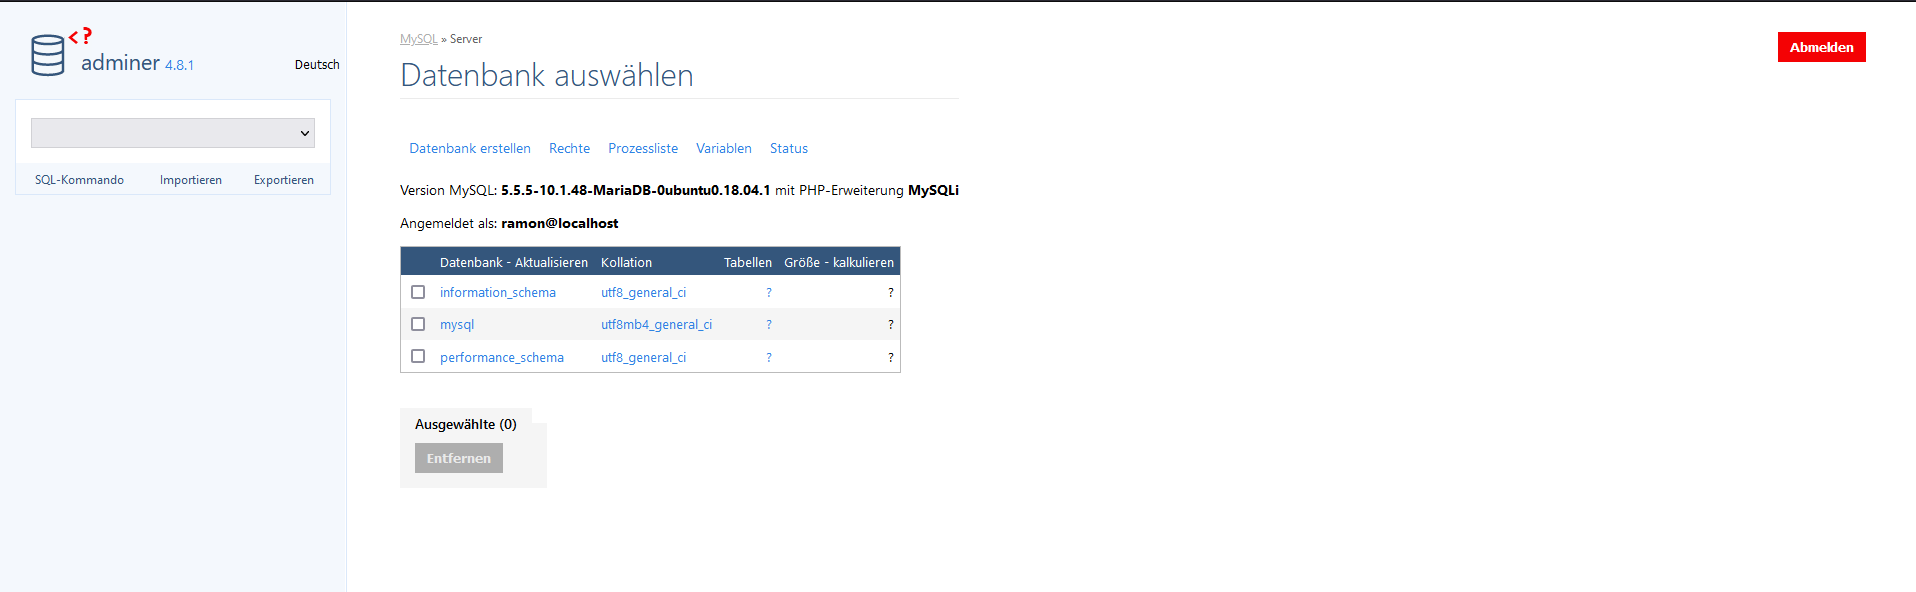 <?
adminer 4.8.1
Deutsch
SQL-Kommando Importieren Exportieren
MySQL » Server
Abmelden
Datenbank auswählen
Datenbank erstellen Rechte Prozessliste Variablen Status
Version MySQL: 5.5.5-10.1.48-MariaDB-0ubuntu0.18.04.1 mit PHP-Erweiterung MySQLi
Angemeldet als: ramon@localhost
Datenbank - Aktualisieren Kollation Tabellen Größe - kalkulieren
information_schema utf8_general_ci ? ?
mysql utf8mb4_general_ci ? ?
performance_schema utf8_general_ci ? ?
Ausgewählte (0)
Entfernen